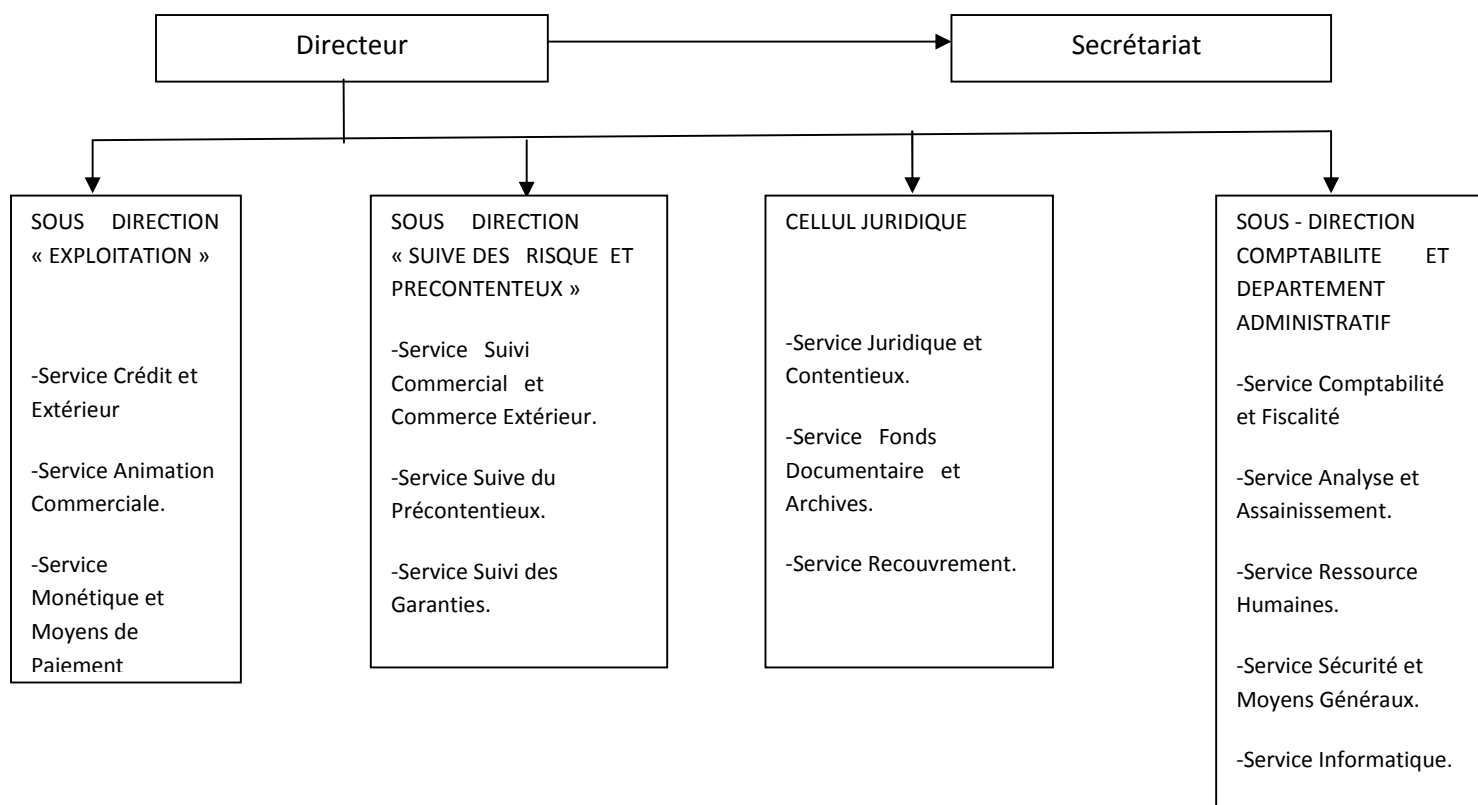 Directeur
Secrétariat
SOUS DIRECTION
« EXPLOITATION »
-Service Crédit et
Extérieur
-Service Animation
Commerciale.
-Service
Monétique et
Moyens de
Paiement
SOUS DIRECTION
« SUIVE DES RISQUE ET
PRECONTENTEUX »
-Service Suivi
Commercial et
Commerce Extérieur.
-Service Suive du
Précontentieux.
-Service Suivi des
Garanties.
CELLUL JURIDIQUE
-Service Juridique et
Contentieux.
-Service Fonds
Documentaire et
Archives.
-Service Recouvrement.
SOUS - DIRECTION
COMPTABILITE ET
DEPARTEMENT
ADMINISTRATIF
-Service Comptabilité
et Fiscalité
-Service Analyse et
Assainissement.
-Service Ressource
Humaines.
-Service Sécurité et
Moyens Généraux.
-Service Informatique.